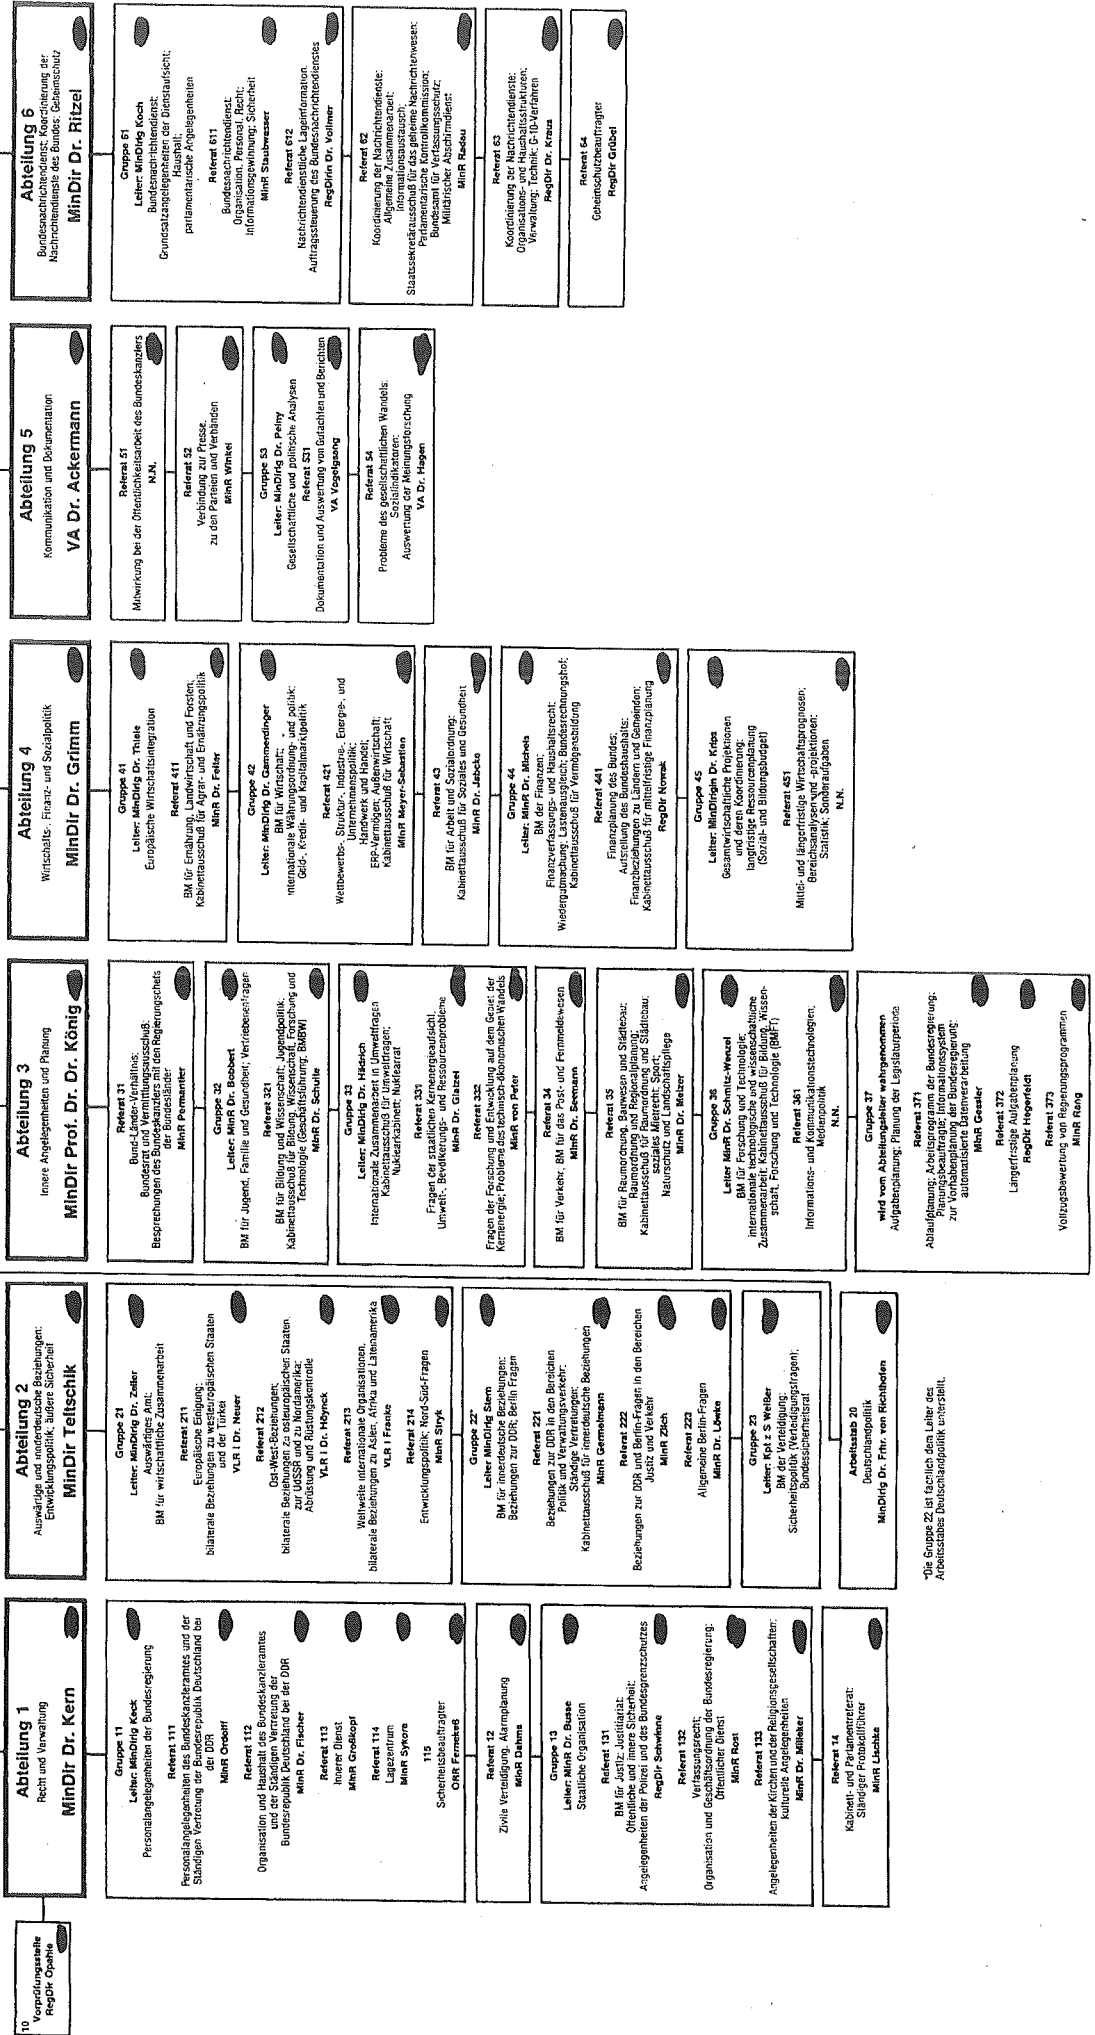 10
Vorprüfungsstelle
RegDir Opahle
Abteilung 1
Recht und Verwaltung
MinDir Dr. Kern
Gruppe 11
Leiter: MinDirig Keck
Personalangelegenheiten der Bundesregierung
Referat 111
Personalangelegenheiten des Bundeskanzleramtes und der
Ständigen Vertretung der Bundesrepublik Deutschland bei
der DDR
MinR Ordolff
Referat 112
Organisation und Haushalt des Bundeskanzleramtes
und der Ständigen Vertretung der
Bundesrepublik Deutschland bei der DDR
MinR Dr. Fischer
Referat 113
Innerer Dienst
MinR Großkopf
Referat 114
Lagezentrum
MinR Sykora
115
Sicherheitsbeauftragter
ORR Fernekeß
Referat 12
Zivile Verteidigung, Alarmplanung
MinR Dahms
Gruppe 13
Leiter: MinR Dr. Busse
Staatliche Organisation
Referat 131
BM für Justiz; Justitiariat;
Öffentliche und innere Sicherheit;
Angelegenheiten der Polizei und des Bundesgrenzschutzes
RegDir Schwinne
Referat 132
Verfassungsrecht;
Organisation und Geschäftsordnung der Bundesregierung;
Öffentlicher Dienst
MinR Rost
Referat 133
Angelegenheiten der Kirchen und der Religionsgesellschaften;
kulturelle Angelegenheiten
MinR Dr. Mileker
Referat 14
Kabinett- und Parlamentreferat;
Ständiger Protokollführer
MinR Lischke
Abteilung 2
Auswärtige und innerdeutsche Beziehungen;
Entwicklungspolitik; äußere Sicherheit
MinDir Teltschik
Gruppe 21
Leiter: MinDirig Dr. Zeller
Auswärtiges Amt;
BM für wirtschaftliche Zusammenarbeit
Referat 211
Europäische Einigung;
bilaterale Beziehungen zu westeuropäischen Staaten
und der Türkei
VLR I Dr. Neuer
Referat 212
Ost-West-Beziehungen;
bilaterale Beziehungen zu osteuropäischen Staaten,
zur UdSSR und zu Nordamerika;
Abrüstung und Rüstungskontrolle
VLR I Dr. Hoynck
Referat 213
Weltweite internationale Organisationen,
bilaterale Beziehungen zu Asien, Afrika und Lateinamerika
VLR I Franke
Referat 214
Entwicklungspolitik; Nord-Süd-Fragen
MinR Stryk
Gruppe 22*
Leiter MinDirig Stern
BM für innerdeutsche Beziehungen;
Beziehungen zur DDR; Berlin Fragen
Referat 221
Beziehungen zur DDR in den Bereichen
Politik und Verwaltungsverkehr;
Ständige Vertretungen;
Kabinettausschuß für innerdeutsche Beziehungen
MinR Germelmann
Referat 222
Beziehungen zur DDR und Berlin-Fragen in den Bereichen
Justiz und Verkehr
MinR Zilch
Referat 223
Allgemeine Berlin-Fragen
MinR Dr. Löwke
Gruppe 23
Leiter: Kpt z S Weißer
BM der Verteidigung;
Sicherheitspolitik (Verteidigungsfragen);
Bundessicherheitsrat
Arbeitsstab 20
Deutschlandpolitik
MinDirig Dr. Frhr. von Richthofen
*Die Gruppe 22 ist fachlich dem Leiter des
Arbeitsstabes Deutschlandpolitik unterstellt.
Abteilung 3
Innere Angelegenheiten und Planung
MinDir Prof. Dr. Dr. König
Referat 31
Bund-Länder-Verhältnis;
Bundesrat und Vermittlungsausschuß;
Besprechungen des Bundeskanzlers mit den Regierungschefs
der Bundesländer
MinR Permantier
Gruppe 32
Leiter: MinR Dr. Bobbert
BM für Jugend, Familie und Gesundheit; Vertriebenenfragen
Referat 321
BM für Bildung und Wissenschaft; Jugendpolitik;
Kabinettausschuß für Bildung, Wissenschaft, Forschung und
Technologie (Geschäftsführung; BMBW)
MinR Dr. Schulte
Gruppe 33
Leiter: MinDirig Dr. Hädrich
Internationale Zusammenarbeit in Umweltfragen
Kabinettausschuß für Umweltfragen;
Nuklearkabinett; Nuklearrat
Referat 331
Fragen der staatlichen Kernenergieaufsicht,
Umwelt-, Bevölkerungs- und Ressourcenprobleme
MinR Dr. Glatzel
Referat 332
Fragen der Forschung und Entwicklung auf dem Gebiet der
Kernenergie; Probleme des technisch-ökonomischen Wandels
MinR von Peter
Referat 34
BM für Verkehr, BM für das Post- und Fernmeldewesen
MinR Dr. Seemann
Referat 35
BM für Raumordnung, Bauwesen und Städtebau;
Raumordnung und Regionalplanung;
Kabinettausschuß für Raumordnung und Städtebau;
soziales Mietrecht; Sport;
Naturschutz und Landschaftspflege
MinR Dr. Melzer
Gruppe 36
Leiter MinR Dr. Schmitz-Wenzel
BM für Forschung und Technologie;
internationale technologische und wissenschaftliche
Zusammenarbeit; Kabinettausschuß für Bildung, Wissen-
schaft, Forschung und Technologie (BMFT)
Referat 361
Informations- und Kommunikationstechnologien;
Medienpolitik
N.N.
Gruppe 37
wird vom Abteilungsleiter wahrgenommen
Aufgabenplanung; Planung der Legislaturperiode
Referat 371
Ablaufplanung; Arbeitsprogramm der Bundesregierung;
Planungsbeauftragte; Informationssystem
zur Vorhabenplanung der Bundesregierung;
automatisierte Datenverarbeitung
MinR Gessler
Referat 372
Längerfristige Aufgabenplanung
RegDir Hegerfeldt
Referat 373
Vollzugsbewertung von Regierungsprogrammen
MinR Rang
Abteilung 4
Wirtschafts-, Finanz- und Sozialpolitik
MinDir Dr. Grimm
Gruppe 41
Leiter: MinDirig Dr. Thiele
Europäische Wirtschaftsintegration
Referat 411
BM für Ernährung, Landwirtschaft und Forsten;
Kabinettausschuß für Agrar- und Ernährungspolitik
MinR Dr. Feiter
Gruppe 42
Leiter: MinDirig Dr. Gammerdinger
BM für Wirtschaft;
Internationale Währungsordnung- und politik;
Geld-, Kredit- und Kapitalmarktpolitik
Referat 421
Wettbewerbs-, Struktur-, Industrie-, Energie-, und
Unternehmenspolitik;
Handwerk und Handel;
ERP-Vermögen; Außenwirtschaft;
Kabinettausschuß für Wirtschaft
MinR Meyer-Sebastian
Referat 43
BM für Arbeit und Sozialordnung;
Kabinettausschuß für Soziales und Gesundheit
MinR Dr. Jabcke
Gruppe 44
Leiter: MinR Dr. Michels
BM der Finanzen;
Finanzverfassungs- und Haushaltsrecht;
Wiedergutmachung; Lastenausgleich; Bundesrechnungshof;
Kabinettausschuß für Vermögensbildung
Referat 441
Finanzplanung des Bundes;
Aufstellung des Bundeshaushalts;
Finanzbeziehungen zu Ländern und Gemeinden;
Kabinettausschuß für mittelfristige Finanzplanung
RegDir Nowak
Gruppe 45
Leiter: MinDirigin Dr. Krips
Gesamtwirtschaftliche Projektionen
und deren Koordinierung;
langfristige Ressourcenplanung
(Sozial- und Bildungsbudget)
Referat 451
Mittel- und längerfristige Wirtschaftsprognosen;
Bereichsanalysen und -projektionen;
Statistik; Sonderaufgaben
N.N.
Abteilung 5
Kommunikation und Dokumentation
VA Dr. Ackermann
Referat 51
Mitwirkung bei der Öffentlichkeitsarbeit des Bundeskanzlers
N.N.
Referat 52
Verbindung zur Presse,
zu den Parteien und Verbänden
MinR Winkel
Gruppe 53
Leiter: MinDirig Dr. Pelny
Gesellschaftliche und politische Analysen
Referat 531
Dokumentation und Auswertung von Gutachten und Berichten
VA Vogelgsang
Referat 54
Probleme des gesellschaftlichen Wandels;
Sozialindikatoren;
Auswertung der Meinungsforschung
VA Dr. Hagen
Abteilung 6
Bundesnachrichtendienst; Koordinierung der
Nachrichtendienste des Bundes; Geheimschutz
MinDir Dr. Ritzel
Gruppe 61
Leiter: MinDirig Koch
Bundesnachrichtendienst;
Grundsatzangelegenheiten der Dienstaufsicht;
Haushalt;
parlamentarische Angelegenheiten
Referat 611
Bundesnachrichtendienst;
Organisation, Personal, Recht;
Informationsgewinnung; Sicherheit
MinR Staubwasser
Referat 612
Nachrichtendienstliche Lageinformation,
Auftragssteuerung des Bundesnachrichtendienstes
RegDirin Dr. Vollmer
Referat 62
Koordinierung der Nachrichtendienste:
Allgemeine Zusammenarbeit;
Informationsaustausch;
Staatssekretärausschuß für das geheime Nachrichtenwesen;
Parlamentarische Kontrollkommission;
Bundesamt für Verfassungsschutz;
Militärischer Abschirmdienst
MinR Radau
Referat 63
Koordinierung der Nachrichtendienste:
Organisations- und Haushaltsstrukturen;
Verwaltung; Technik; G-10-Verfahren
RegDir Dr. Kraus
Referat 64
Geheimschutzbeauftragter
RegDir Grübel